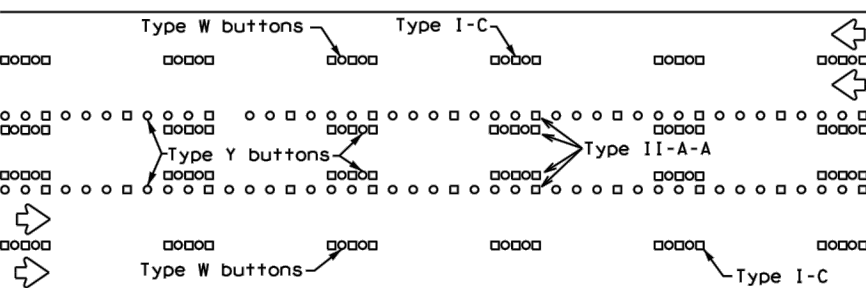 Type W buttons
Type I-C
Type Y buttons
Type II-A-A
Type W buttons
Type I-C